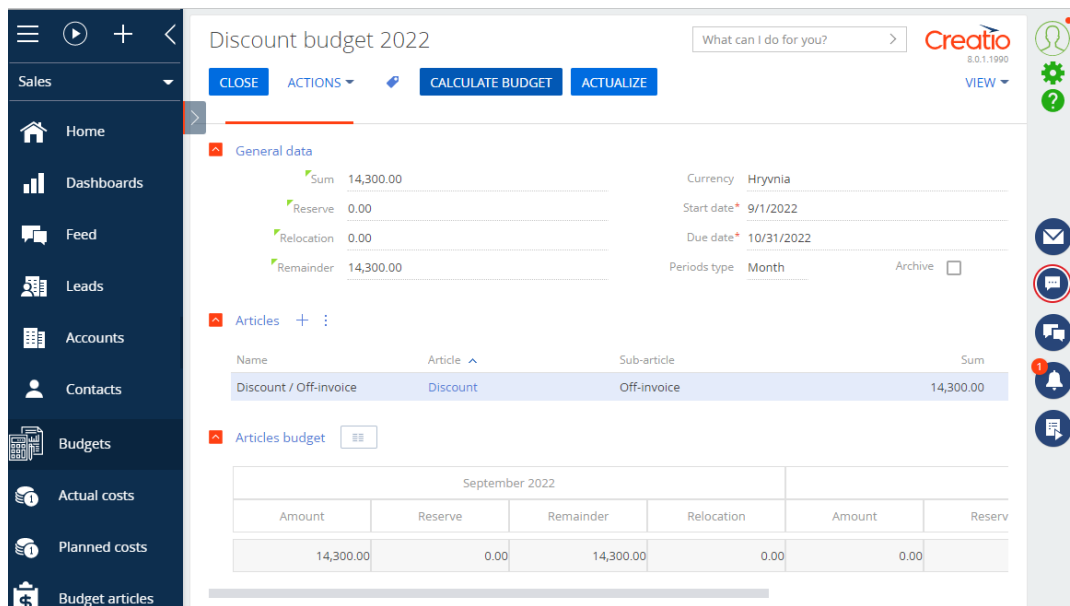 Discount budget 2022
What can I do for you?
Creatio
8.0.1.1990
Sales
CLOSE ACTIONS CALCULATE BUDGET ACTUALIZE VIEW
Home
Dashboards
Feed
Leads
Accounts
Contacts
Budgets
Actual costs
Planned costs
Budget articles
General data
Sum 14,300.00 Currency Hryvnia
Reserve 0.00 Start date* 9/1/2022
Relocation 0.00 Due date* 10/31/2022
Remainder 14,300.00 Periods type Month Archive
Articles
Name Article Sub-article Sum
Discount / Off-invoice Discount Off-invoice 14,300.00
Articles budget
September 2022
Amount Reserve Remainder Relocation Amount Reserv
14,300.00 0.00 14,300.00 0.00 0.00
1